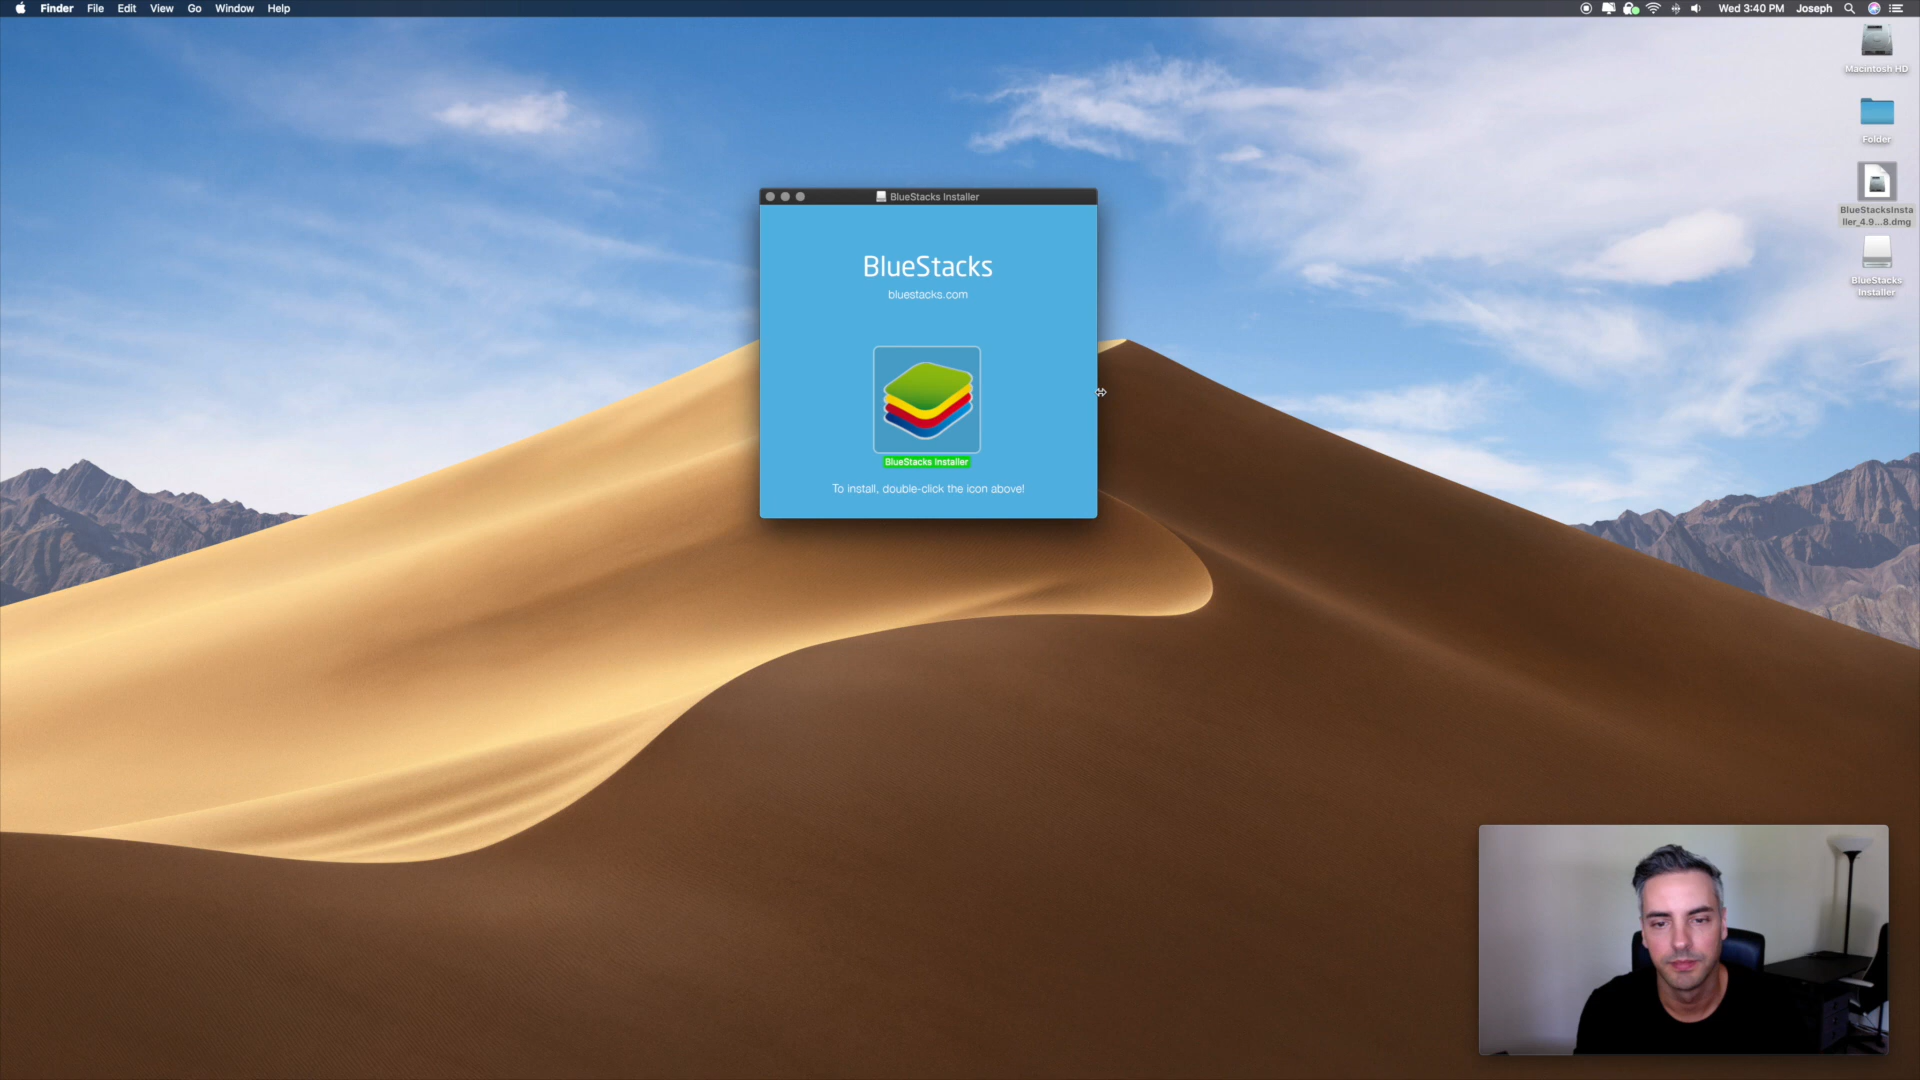 Finder File Edit View Go Window Help
Wed 3:40 PM Joseph
Macintosh HD
Folder
BlueStacksInsta
ller_4.9...8.dmg
BlueStacks
Installer
BlueStacks Installer
BlueStacks
bluestacks.com
BlueStacks Installer
To install, double-click the icon above!